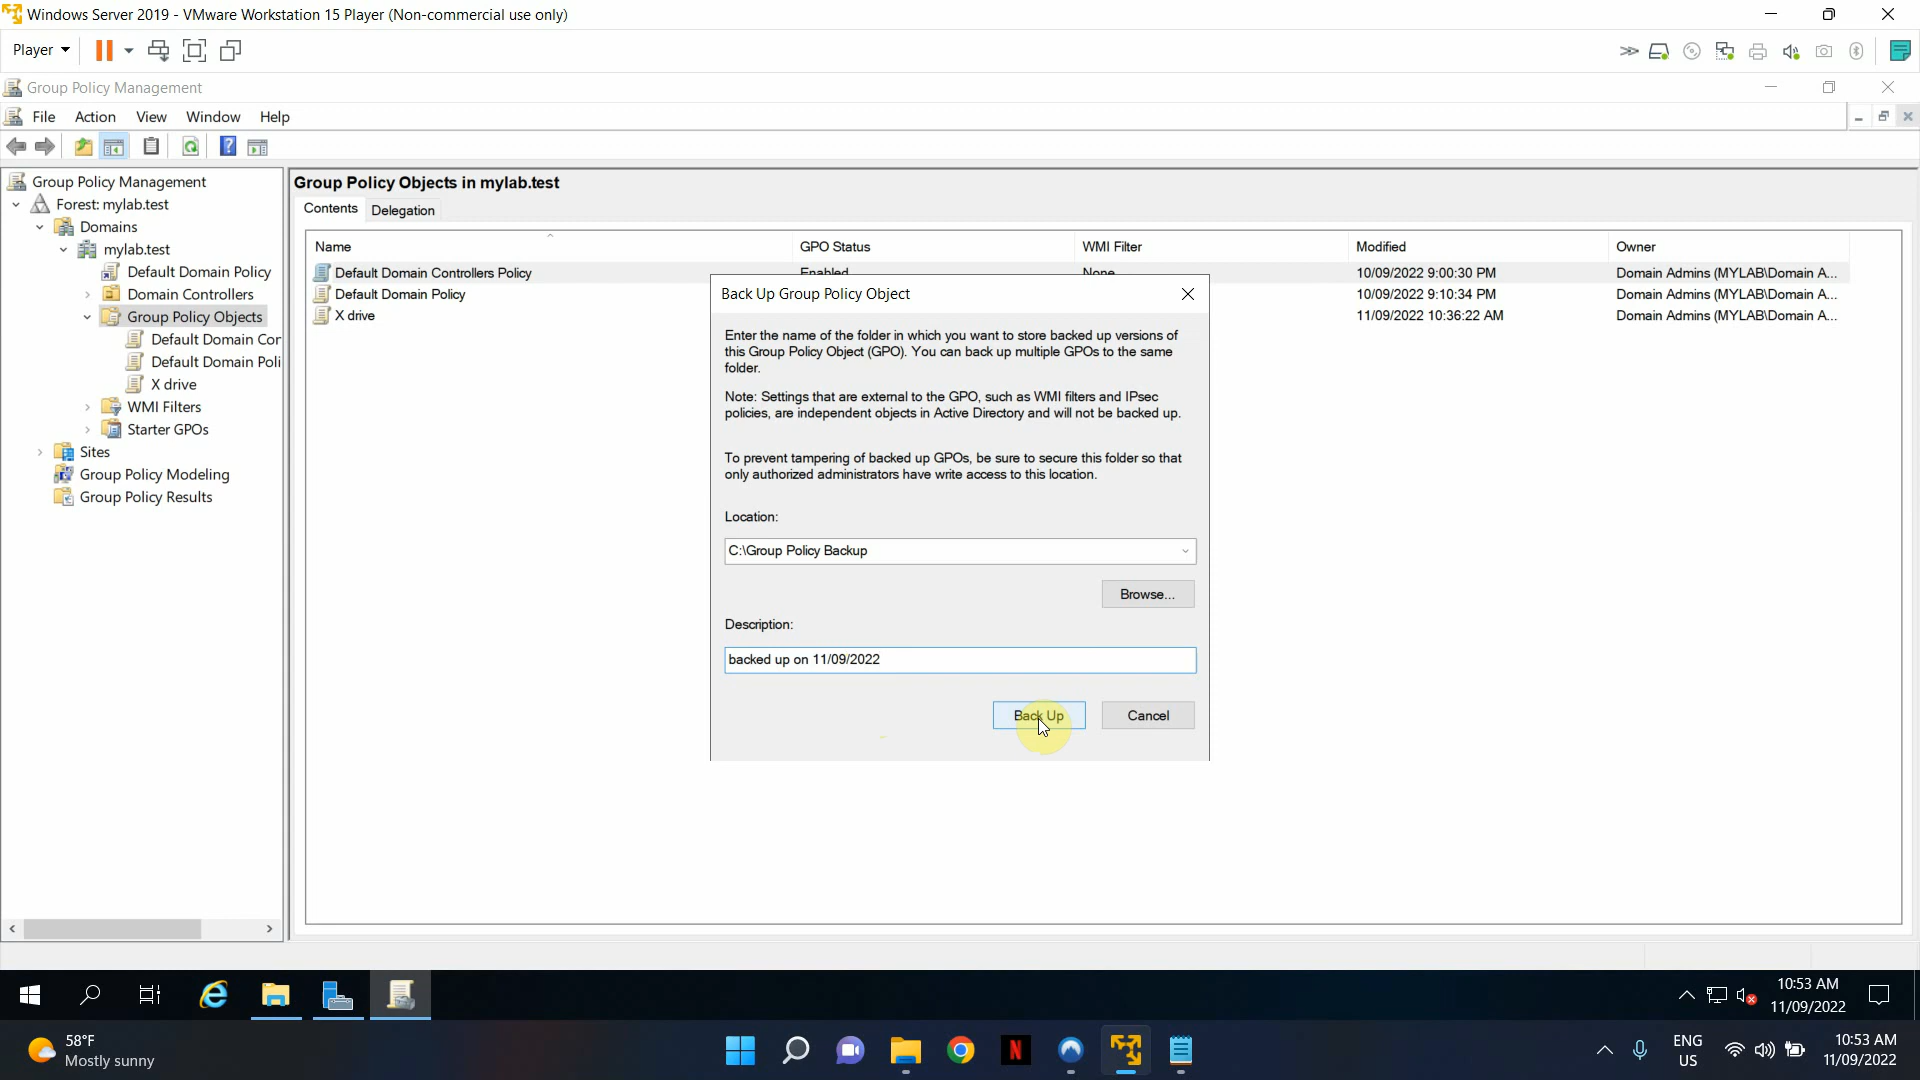 Windows Server 2019 - VMware Workstation 15 Player (Non-commercial use only)
Player
Group Policy Management
File Action View Window Help
Group Policy Management
Forest: mylab.test
Domains
mylab.test
Default Domain Policy
Domain Controllers
Group Policy Objects
Default Domain Cor
Default Domain Poli
X drive
WMI Filters
Starter GPOs
Sites
Group Policy Modeling
Group Policy Results
Group Policy Objects in mylab.test
Contents Delegation
Name GPO Status WMI Filter Modified Owner
Default Domain Controllers Policy Enabled None 10/09/2022 9:00:30 PM Domain Admins (MYLAB\Domain A...
Default Domain Policy 10/09/2022 9:10:34 PM Domain Admins (MYLAB\Domain A...
X drive 11/09/2022 10:36:22 AM Domain Admins (MYLAB\Domain A...
Back Up Group Policy Object
Enter the name of the folder in which you want to store backed up versions of
this Group Policy Object (GPO). You can back up multiple GPOs to the same
folder.
Note: Settings that are external to the GPO, such as WMI filters and IPsec
policies, are independent objects in Active Directory and will not be backed up.
To prevent tampering of backed up GPOs, be sure to secure this folder so that
only authorized administrators have write access to this location.
Location:
C:\Group Policy Backup
Browse...
Description:
backed up on 11/09/2022
Back Up Cancel
10:53 AM
11/09/2022
58°F
Mostly sunny
N
ENG
US
10:53 AM
11/09/2022